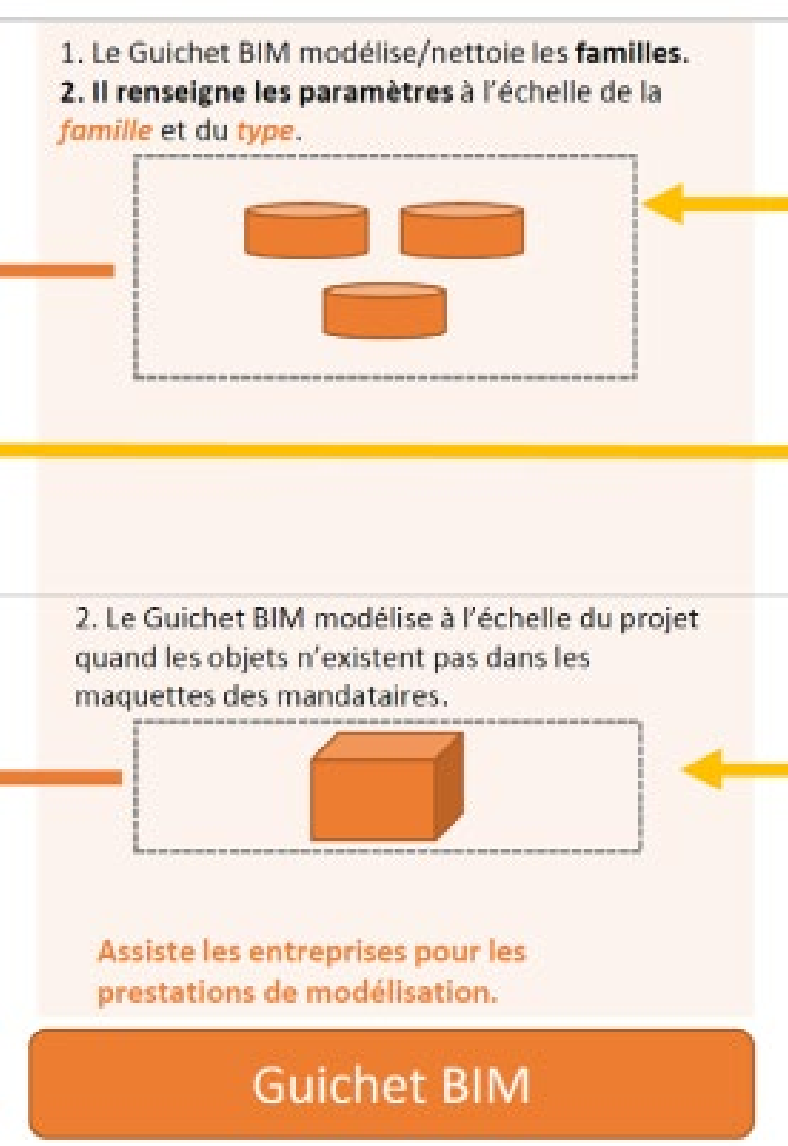 1. Le Guichet BIM modélise/nettoie les familles.
2. Il renseigne les paramètres à l'échelle de la
famille et du type.
2. Le Guichet BIM modélise à l'échelle du projet
quand les objets n'existent pas dans les
maquettes des mandataires.
Assiste les entreprises pour les
prestations de modélisation.
Guichet BIM